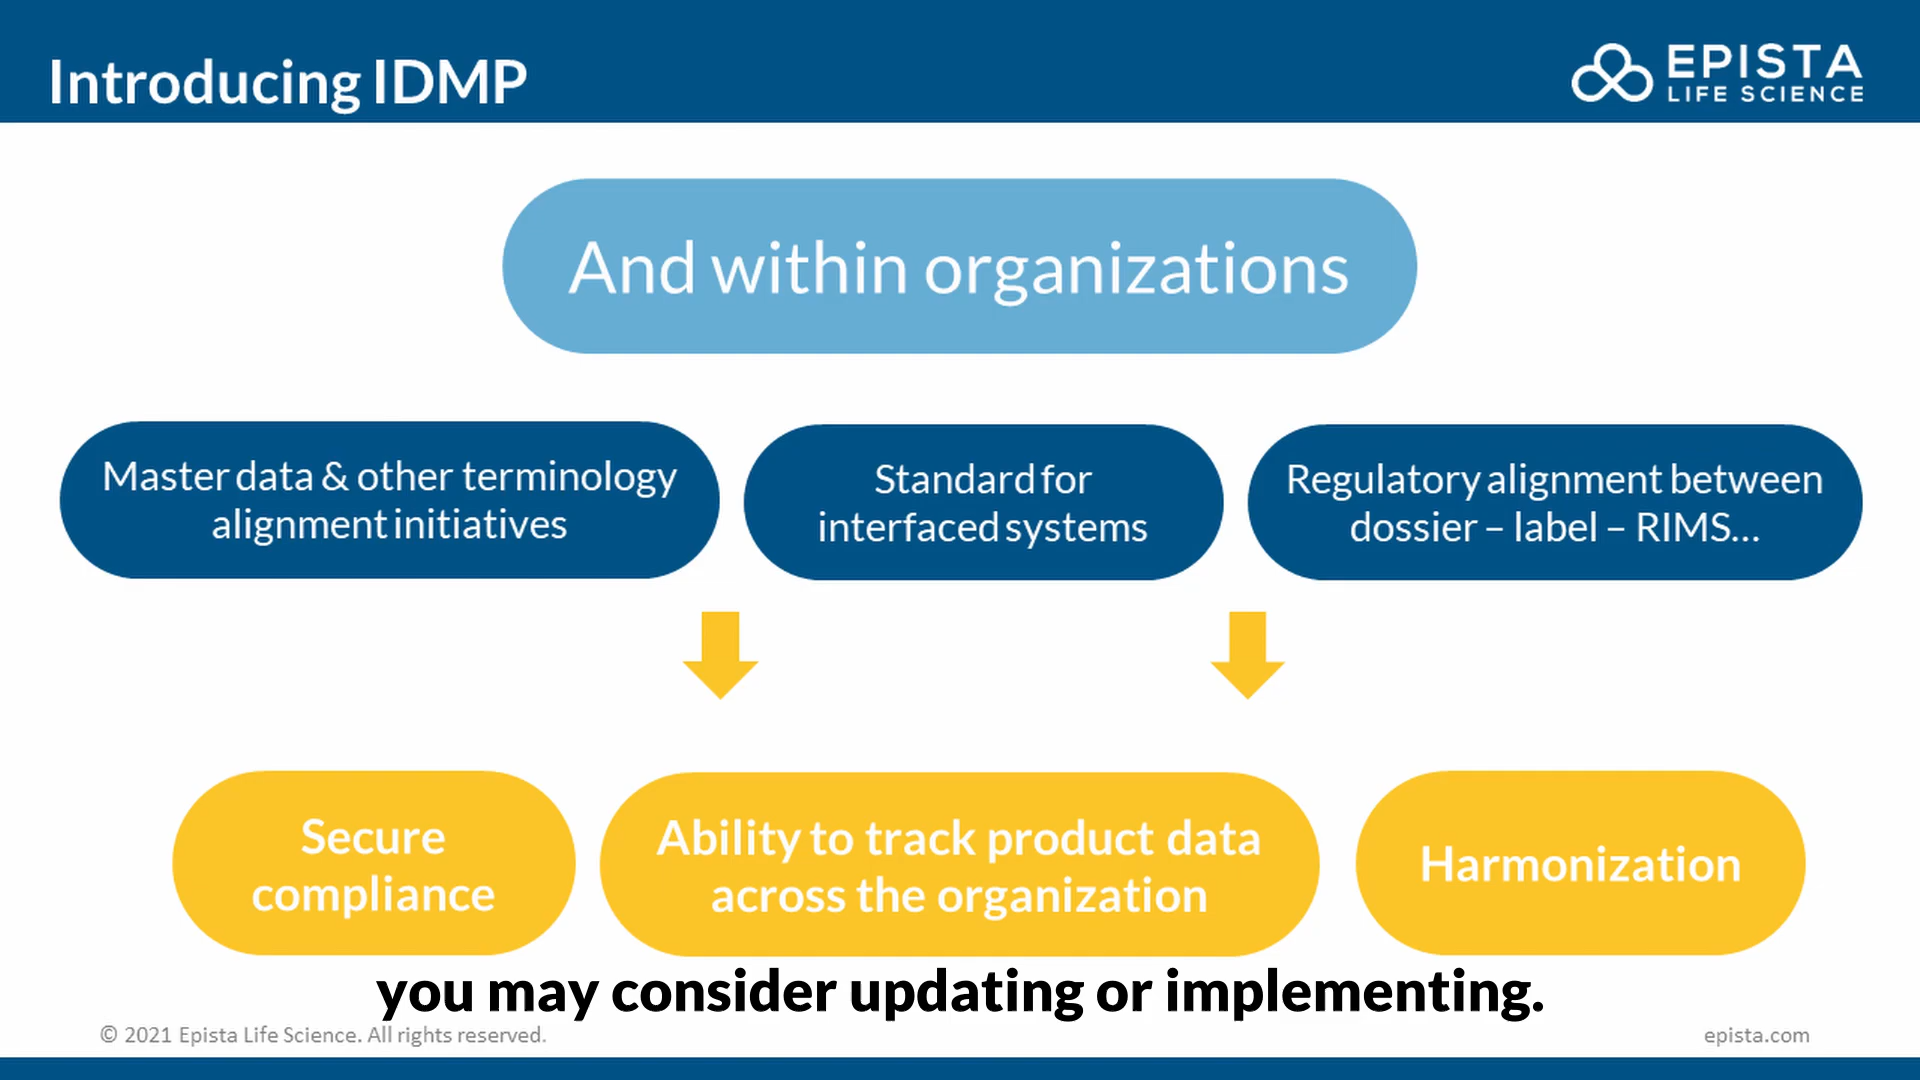 Introducing IDMP
EPISTA
LIFE SCIENCE
And within organizations
Master data & other terminology
alignment initiatives
Standard for
interfaced systems
Regulatory alignment between
dossier – label – RIMS...
Secure
compliance
Ability to track product data
across the organization
Harmonization
you may consider updating or implementing.
© 2021 Epista Life Science. All rights reserved.
epista.com